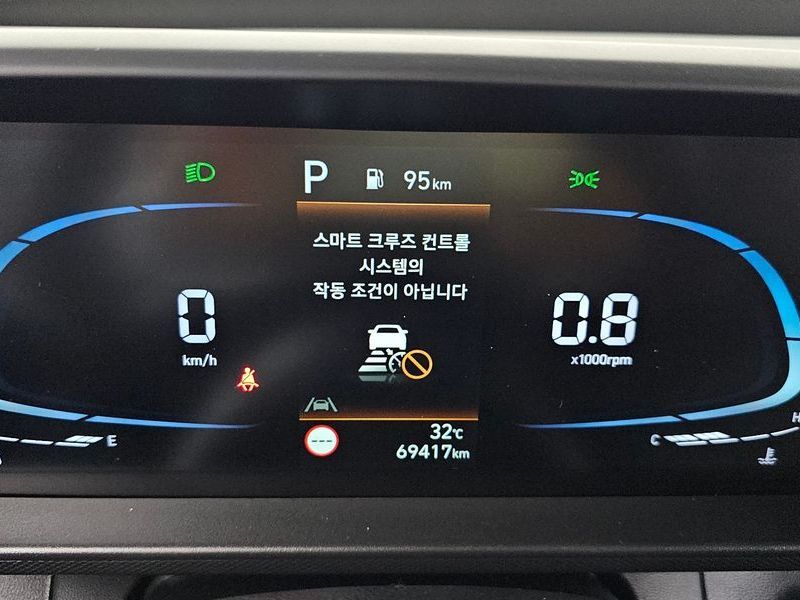 P 95km
스마트 크루즈 컨트롤
시스템의
작동 조건이 아닙니다
0
km/h
0.8
x1000rpm
E
C
H
---
32℃
69417km